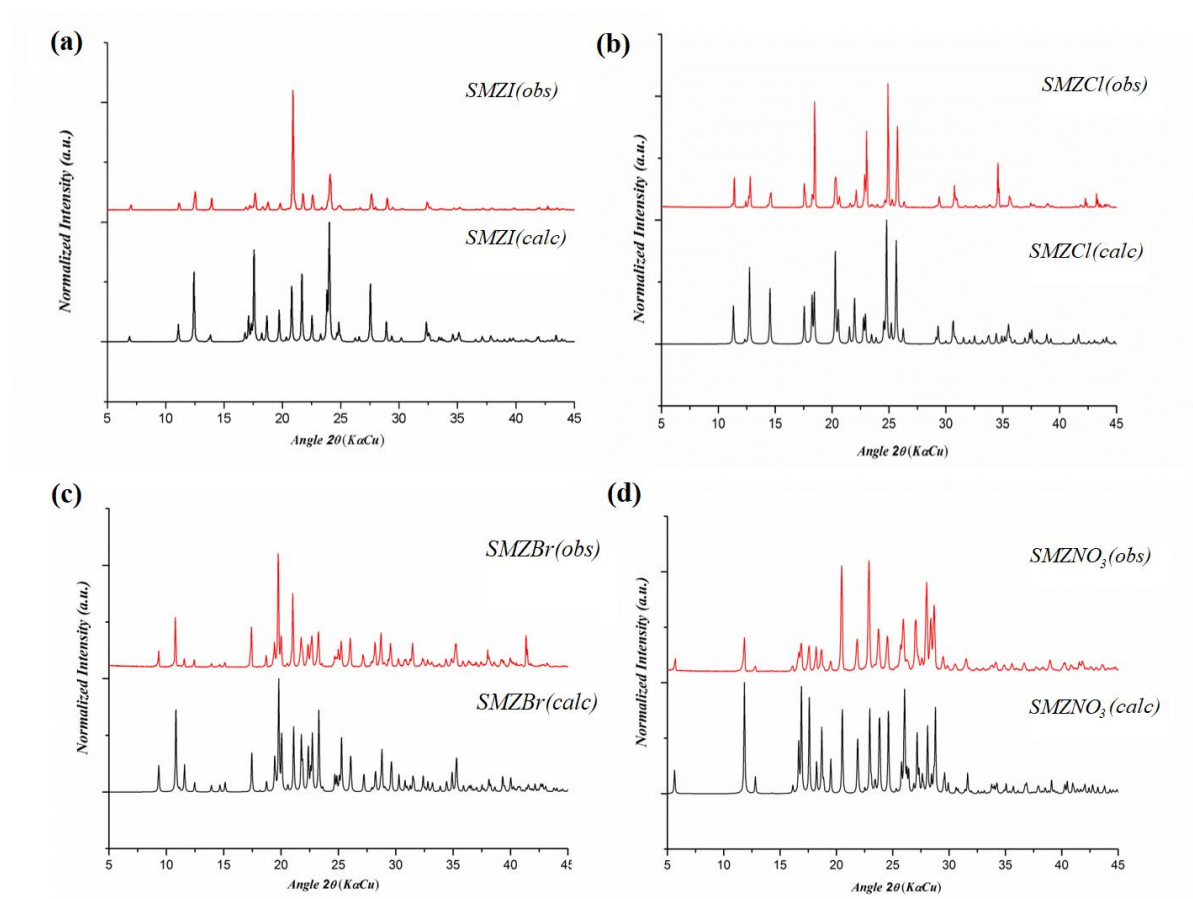 (a)
SMZI(obs)
SMZI(calc)
Normalized Intensity (a.u.)
5 10 15 20 25 30 35 40 45
Angle 2θ(KαCu)
(b)
SMZCl(obs)
SMZCl(calc)
Normalized Intensity (a.u.)
5 10 15 20 25 30 35 40 45
Angle 2θ(KαCu)
(c)
SMZBr(obs)
SMZBr(calc)
Normalized Intensity (a.u.)
5 10 15 20 25 30 35 40 45
Angle 2θ(KαCu)
(d)
SMZNO₃(obs)
SMZNO₃(calc)
Normalized Intensity (a.u.)
5 10 15 20 25 30 35 40 45
Angle 2θ(KαCu)